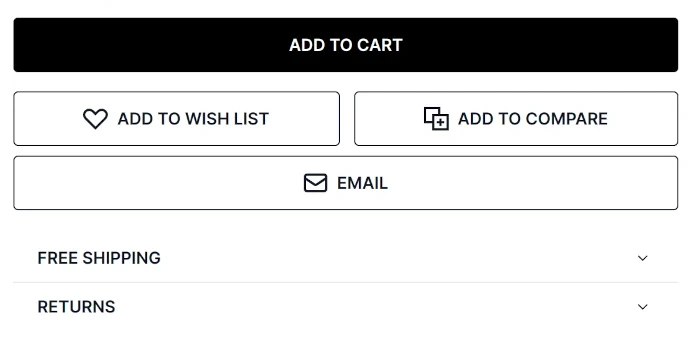 ADD TO CART
ADD TO WISH LIST
ADD TO COMPARE
EMAIL
FREE SHIPPING
RETURNS